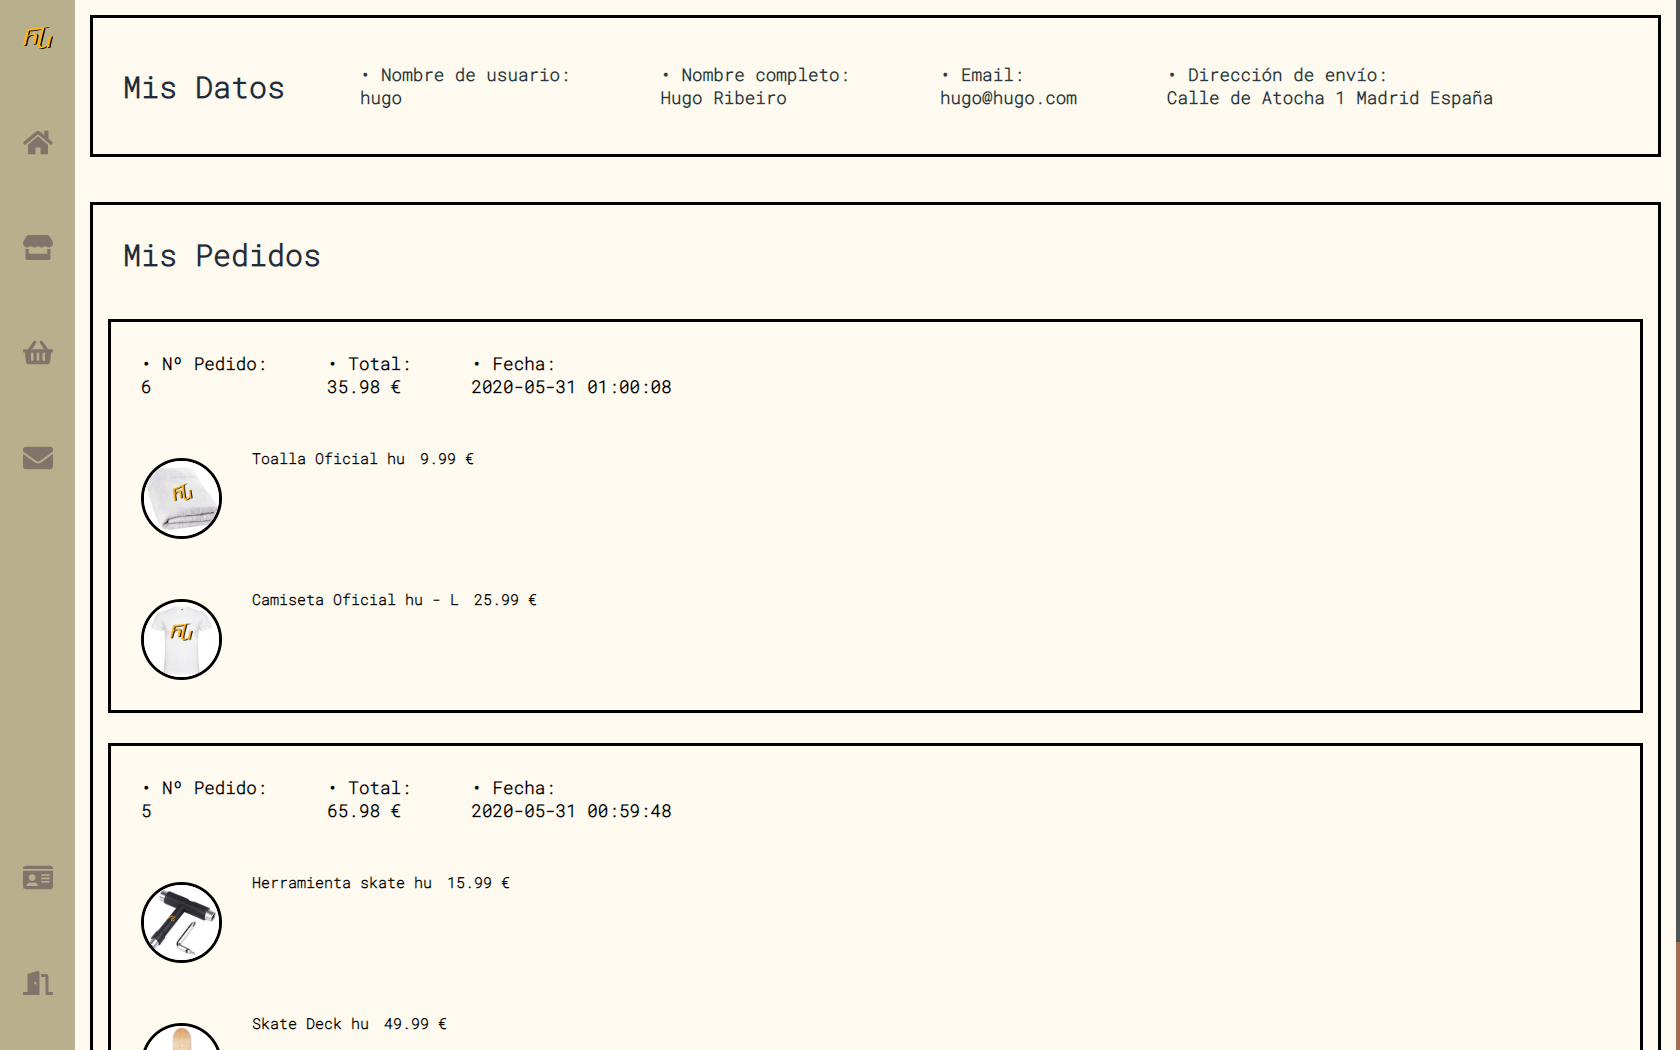 hu
Mis Datos
• Nombre de usuario:
hugo
• Nombre completo:
Hugo Ribeiro
• Email:
hugo@hugo.com
• Dirección de envío:
Calle de Atocha 1 Madrid España
Mis Pedidos
• Nº Pedido:
6
• Total:
35.98 €
• Fecha:
2020-05-31 01:00:08
hu
Toalla Oficial hu 9.99 €
hu
Camiseta Oficial hu - L 25.99 €
• Nº Pedido:
5
• Total:
65.98 €
• Fecha:
2020-05-31 00:59:48
Herramienta skate hu 15.99 €
Skate Deck hu 49.99 €